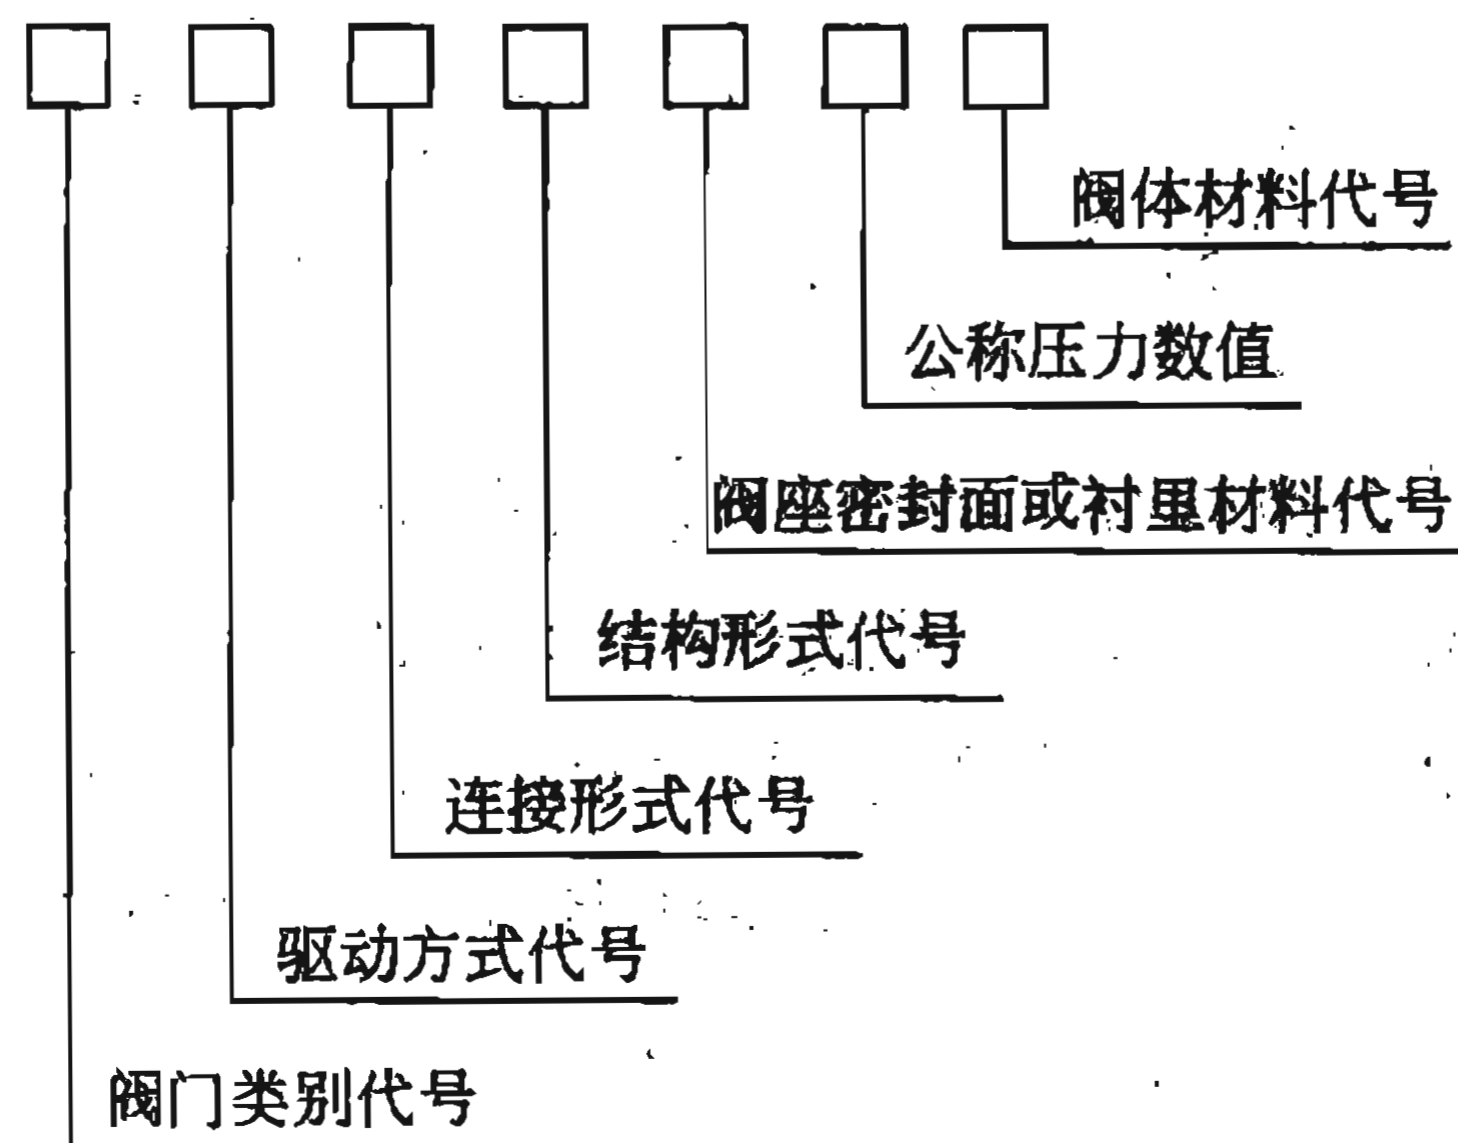 阀体材料代号
公称压力数值
阀座密封面或衬里材料代号
结构形式代号
连接形式代号
驱动方式代号
阀门类别代号